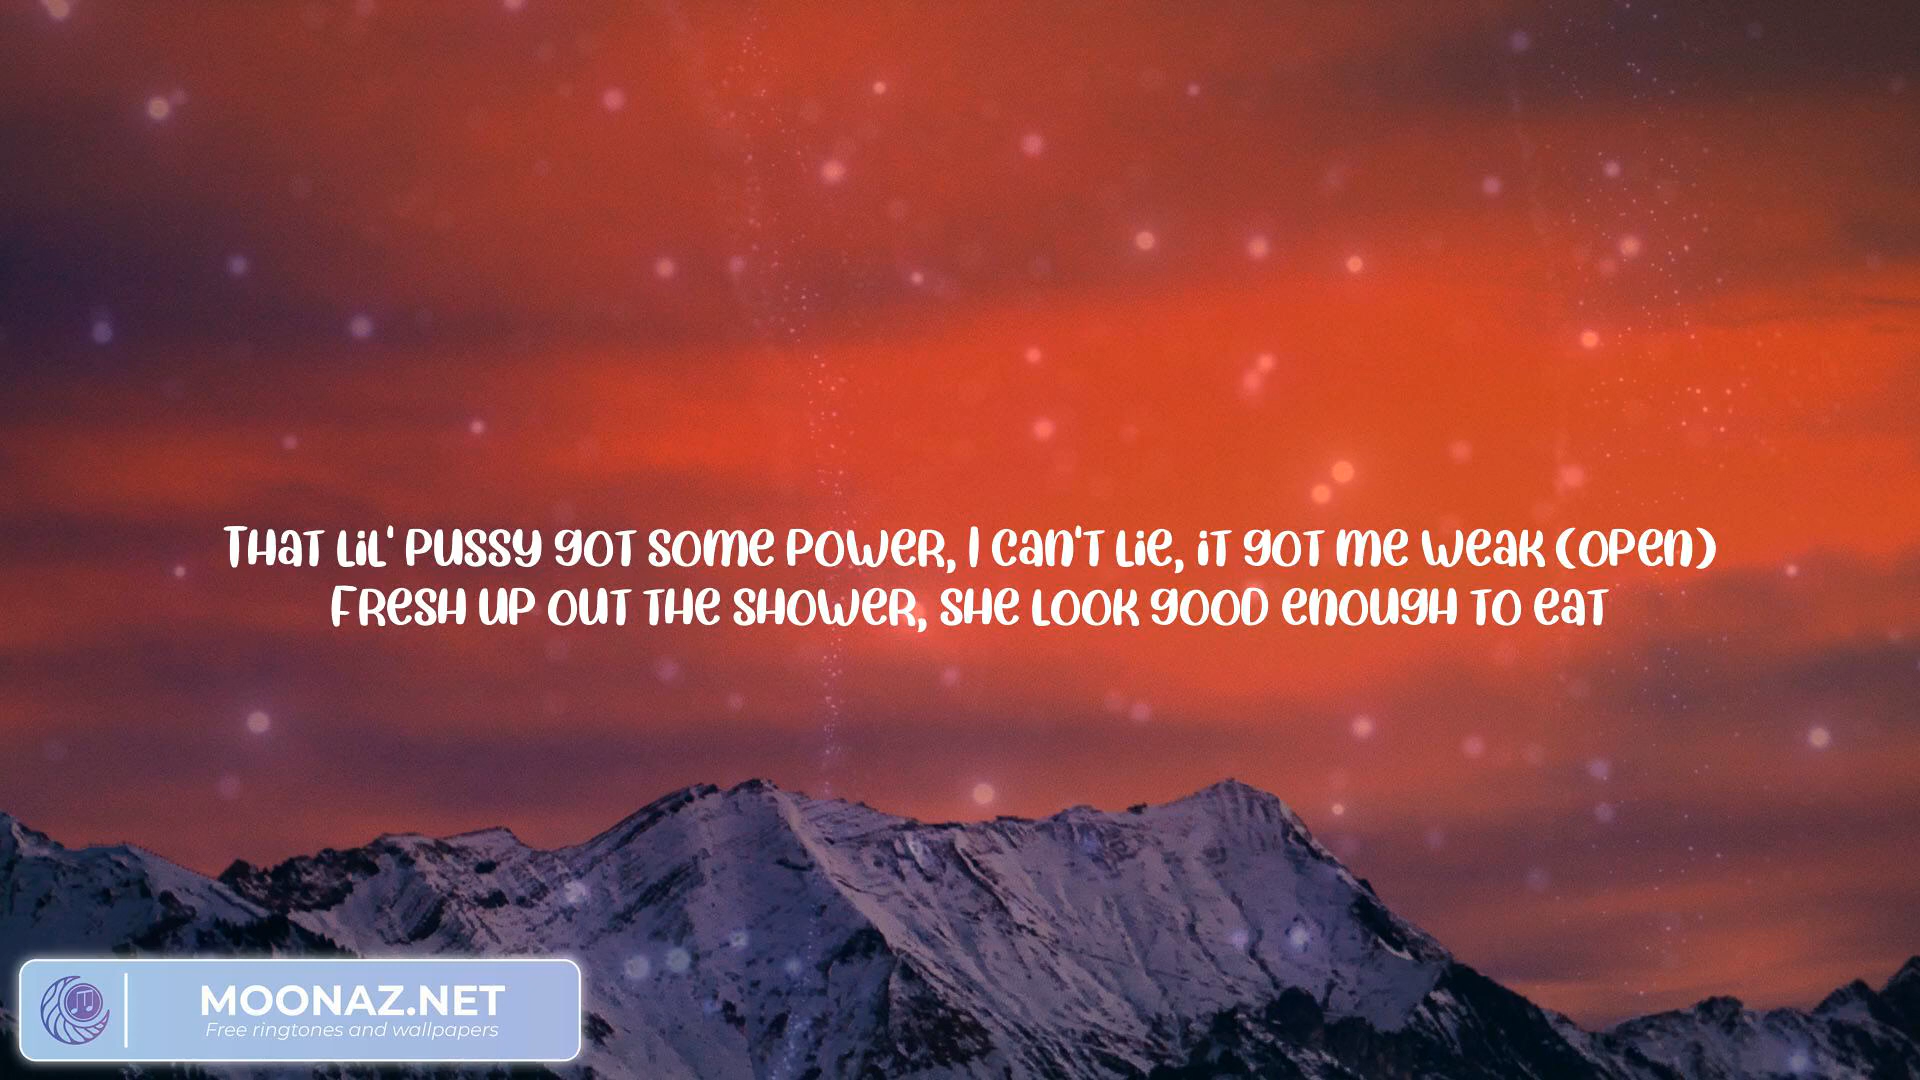 That lil' pussy got some power, I can't lie, it got me weak (open)
Fresh up out the shower, she look good enough to eat
MOONAZ.NET
Free ringtones and wallpapers